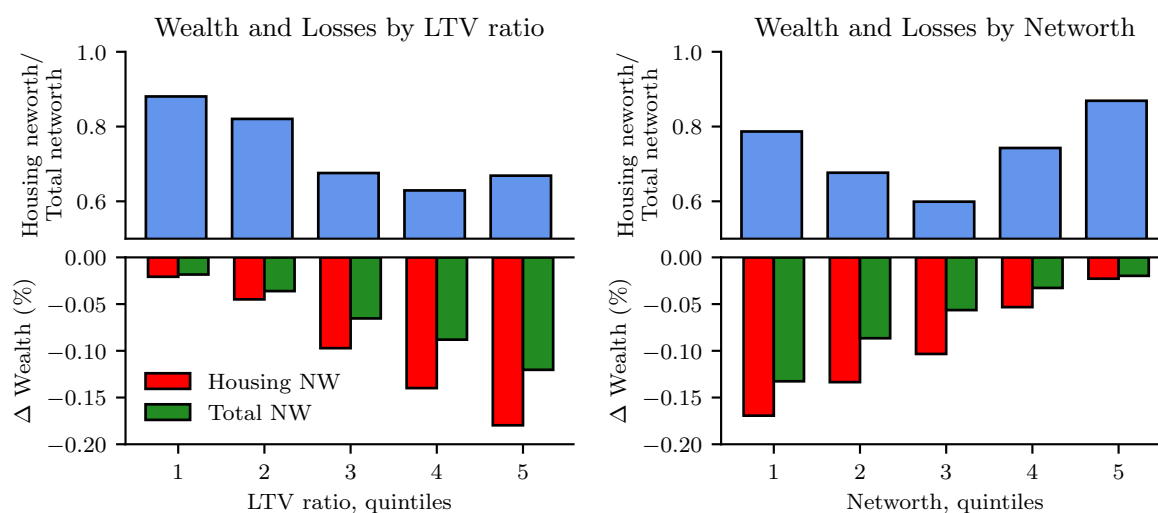 Wealth and Losses by LTV ratio
Housing neworth/
Total networth
1.0
0.8
0.6
0.00
−0.05
−0.10
−0.15
−0.20
Δ Wealth (%)
Housing NW
Total NW
1 2 3 4 5
LTV ratio, quintiles
Wealth and Losses by Networth
Housing neworth/
Total networth
1.0
0.8
0.6
0.00
−0.05
−0.10
−0.15
−0.20
Δ Wealth (%)
1 2 3 4 5
Networth, quintiles